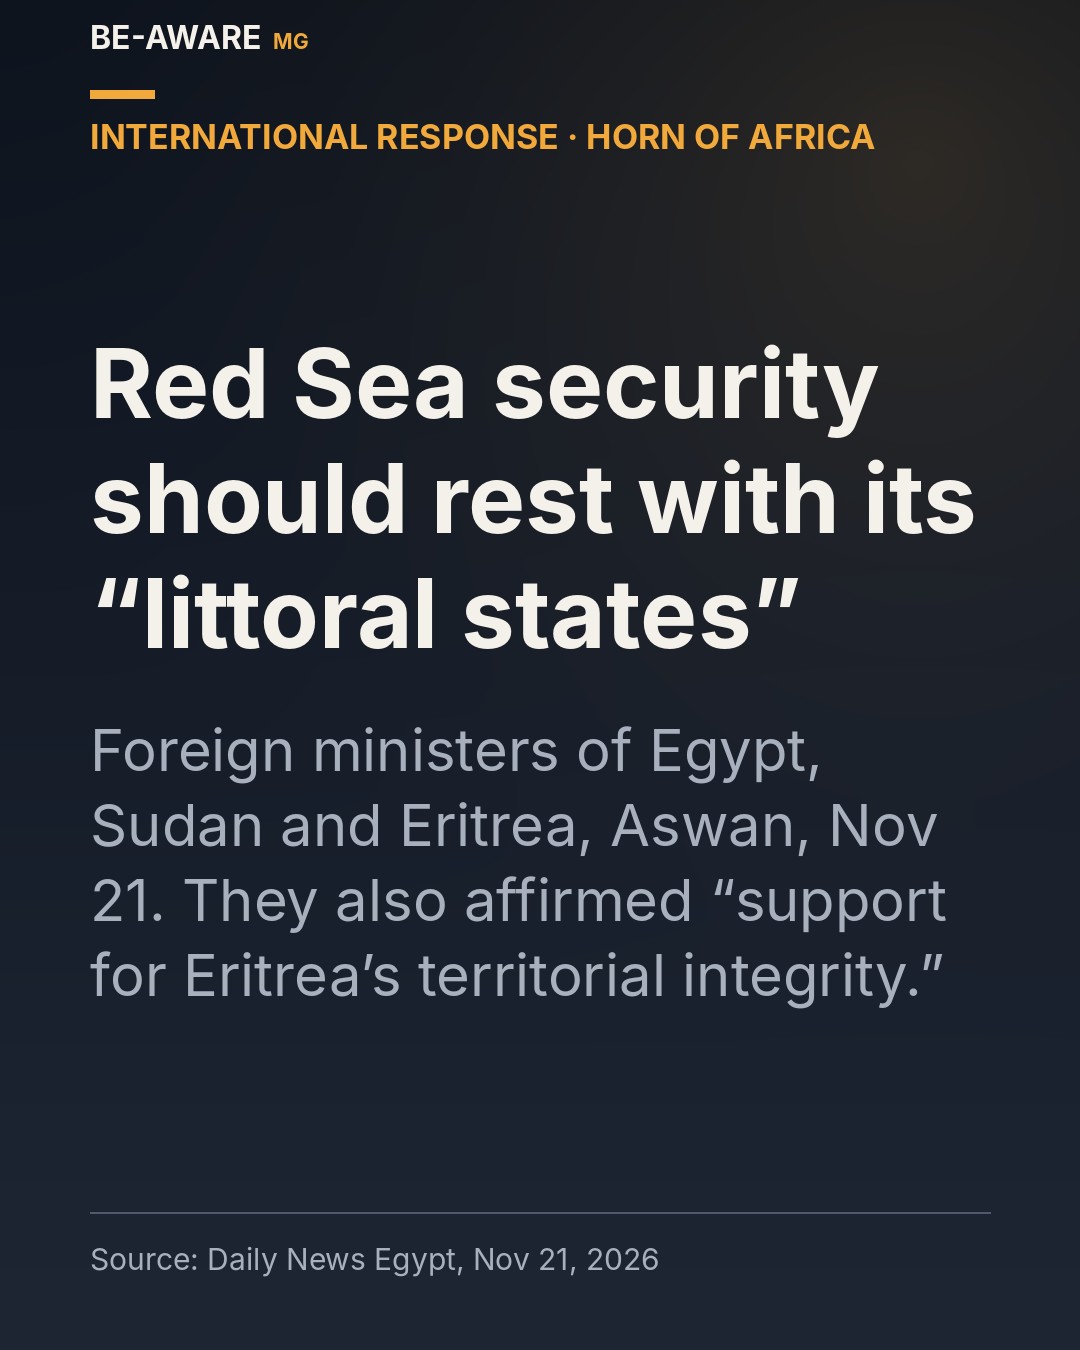 BE-AWARE MG
INTERNATIONAL RESPONSE · HORN OF AFRICA
Red Sea security
should rest with its
“littoral states”
Foreign ministers of Egypt,
Sudan and Eritrea, Aswan, Nov
21. They also affirmed “support
for Eritrea’s territorial integrity.”
Source: Daily News Egypt, Nov 21, 2026